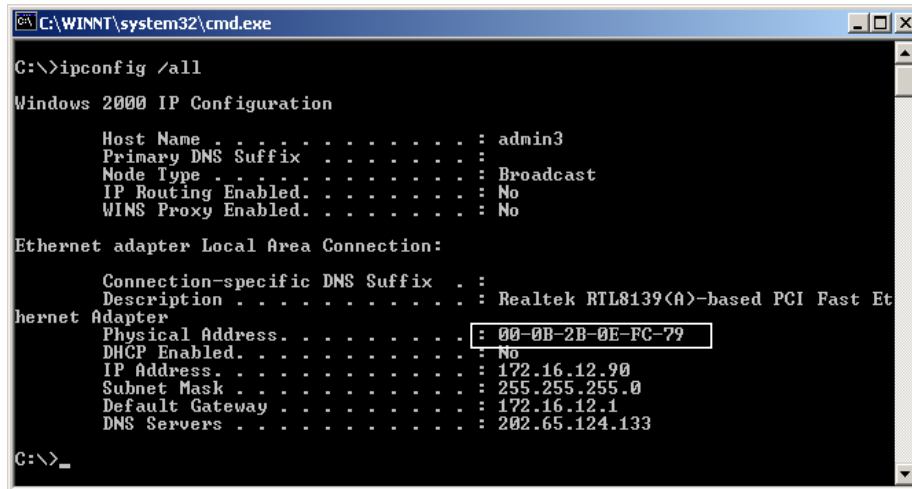 C:\WINNT\system32\cmd.exe
C:\>ipconfig /all
Windows 2000 IP Configuration
Host Name . . . . . . . . . . . . : admin3
Primary DNS Suffix . . . . . . . :
Node Type . . . . . . . . . . . . : Broadcast
IP Routing Enabled. . . . . . . . : No
WINS Proxy Enabled. . . . . . . . : No
Ethernet adapter Local Area Connection:
Connection-specific DNS Suffix . :
Description . . . . . . . . . . . : Realtek RTL8139(A)-based PCI Fast Et
hernet Adapter
Physical Address. . . . . . . . . : 00-0B-2B-0E-FC-79
DHCP Enabled. . . . . . . . . . . : No
IP Address. . . . . . . . . . . . : 172.16.12.90
Subnet Mask . . . . . . . . . . . : 255.255.255.0
Default Gateway . . . . . . . . . : 172.16.12.1
DNS Servers . . . . . . . . . . . : 202.65.124.133
C:\>_